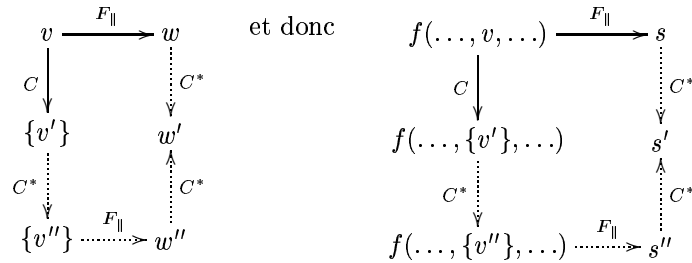 F∥ F∥
v w et donc f(…, v, …) s
C C* C C*
{v′} w′ f(…, {v′}, …) s′
C* C* C* C*
{v′′} F∥ w′′ f(…, {v′′}, …) F∥ s′′